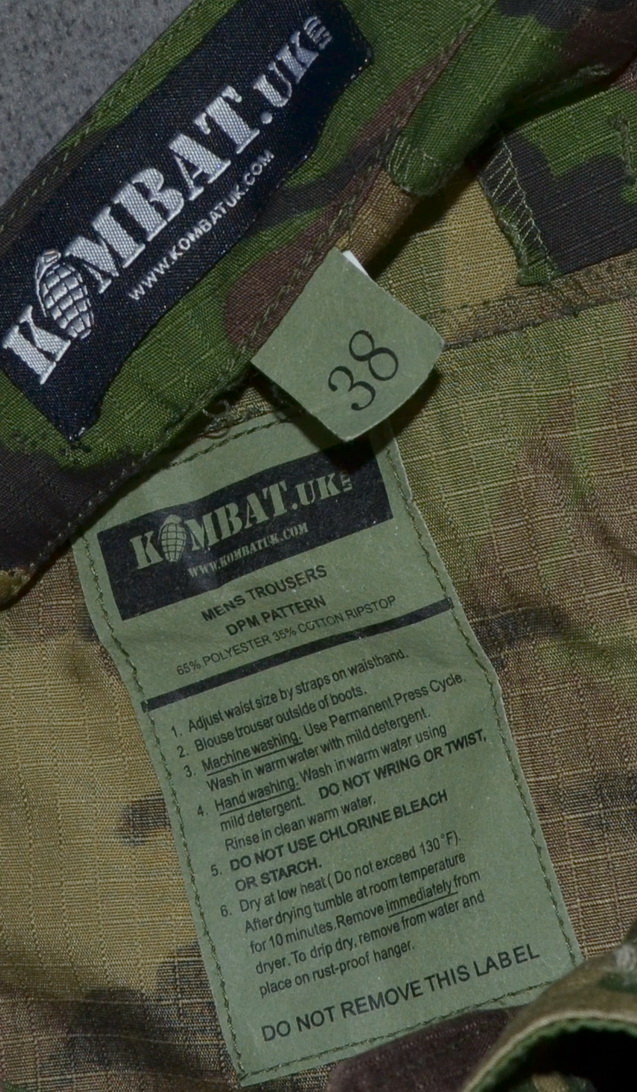 KOMBAT.UK LTD
WWW.KOMBATUK.COM
38
KOMBAT.UK LTD
WWW.KOMBATUK.COM
MENS TROUSERS
DPM PATTERN
65% POLYESTER 35% COTTON RIPSTOP
1. Adjust waist size by straps on waistband.
2. Blouse trouser outside of boots.
3. Machine washing. Use Permanent Press Cycle.
Wash in warm water with mild detergent.
4. Hand washing. Wash in warm water using
mild detergent. DO NOT WRING OR TWIST,
Rinse in clean warm water.
5. DO NOT USE CHLORINE BLEACH
OR STARCH.
6. Dry at low heat ( Do not exceed 130°F).
After drying tumble at room temperature
for 10 minutes. Remove immediately from
dryer. To drip dry, remove from water and
place on rust-proof hanger.
DO NOT REMOVE THIS LABEL